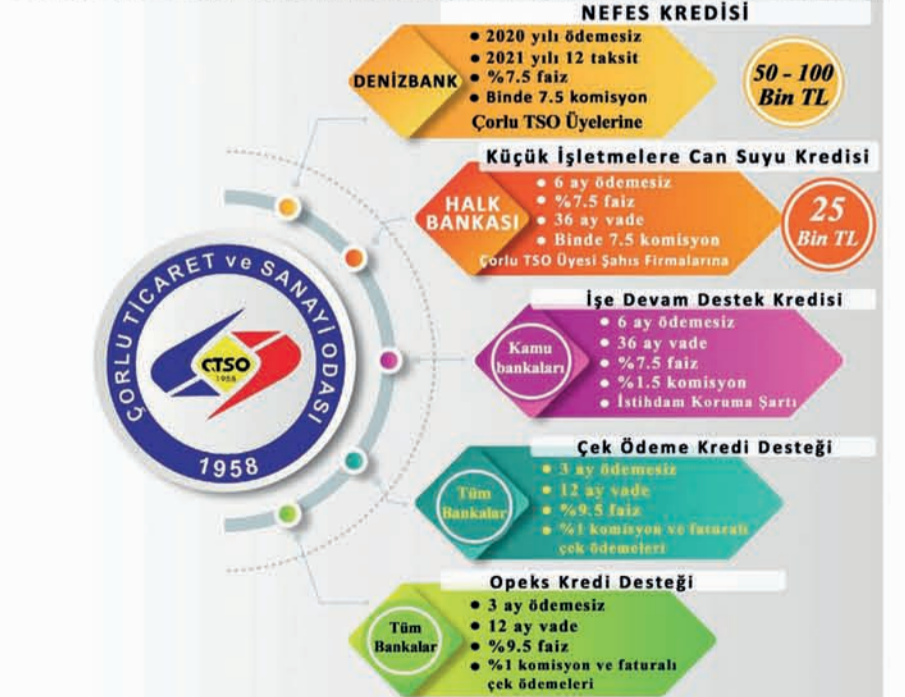 NEFES KREDİSİ
DENİZBANK
• 2020 yılı ödemesiz
• 2021 yılı 12 taksit
• %7.5 faiz
• Binde 7.5 komisyon
Çorlu TSO Üyelerine
50 - 100
Bin TL
Küçük İşletmelere Can Suyu Kredisi
HALK
BANKASI
• 6 ay ödemesiz
• %7.5 faiz
• 36 ay vade
• Binde 7.5 komisyon
Çorlu TSO Üyesi Şahıs Firmalarına
25
Bin TL
ÇORLU TİCARET ve SANAYİ ODASI
CTSO
1958
1958
İşe Devam Destek Kredisi
Kamu
bankaları
• 6 ay ödemesiz
• 36 ay vade
• %7.5 faiz
• %1.5 komisyon
• İstihdam Koruma Şartı
Çek Ödeme Kredi Desteği
Tüm
Bankalar
• 3 ay ödemesiz
• 12 ay vade
• %9.5 faiz
• %1 komisyon ve faturalı
çek ödemeleri
Opeks Kredi Desteği
Tüm
Bankalar
• 3 ay ödemesiz
• 12 ay vade
• %9.5 faiz
• %1 komisyon ve faturalı
çek ödemeleri